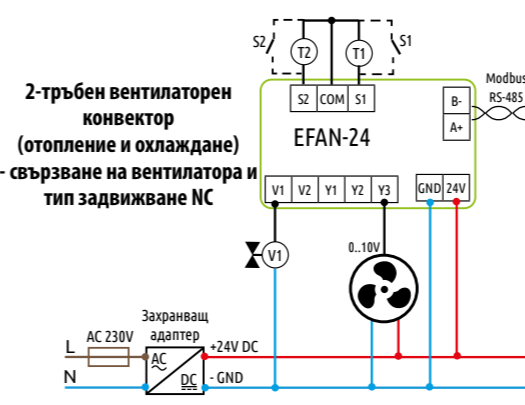 S2
T2
T1
S1
S2 COM S1
Modbus
RS-485
B-
A+
EFAN-24
2-тръбен вентилаторен
конвектор
(отопление и охлаждане)
- свързване на вентилатора и
тип задвижване NC
V1 V2 Y1 Y2 Y3 GND 24V
V1
0..10V
Захранващ
адаптер
L
AC 230V
AC
+24V DC
N
DC
- GND